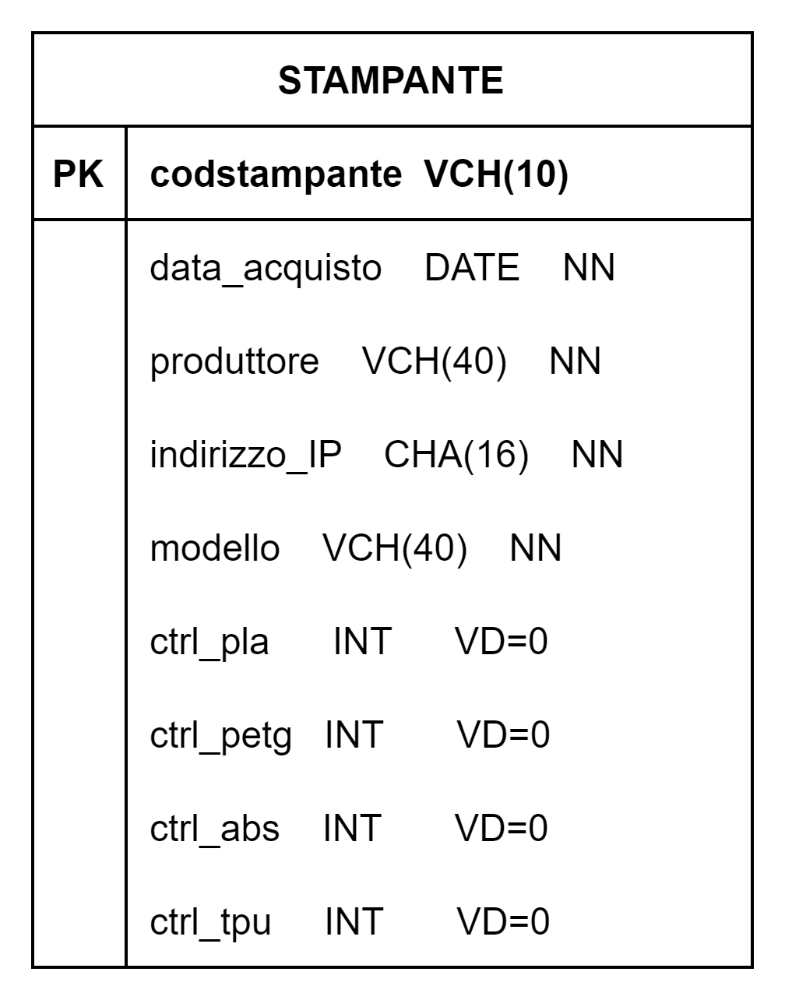 STAMPANTE
PK codstampante VCH(10)
data_acquisto DATE NN
produttore VCH(40) NN
indirizzo_IP CHA(16) NN
modello VCH(40) NN
ctrl_pla INT VD=0
ctrl_petg INT VD=0
ctrl_abs INT VD=0
ctrl_tpu INT VD=0